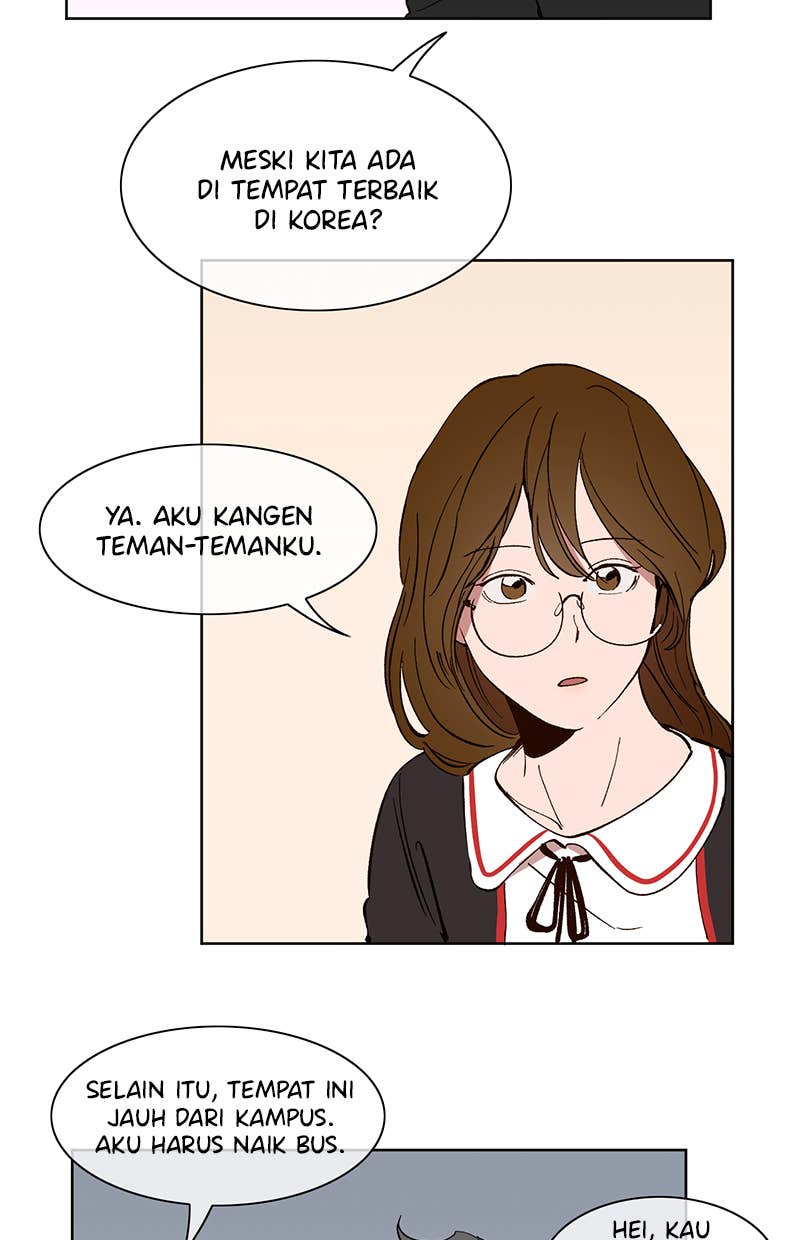 MESKI KITA ADA
DI TEMPAT TERBAIK
DI KOREA?
YA. AKU KANGEN
TEMAN-TEMANKU.
SELAIN ITU, TEMPAT INI
JAUH DARI KAMPUS.
AKU HARUS NAIK BUS.
HEI, KAU